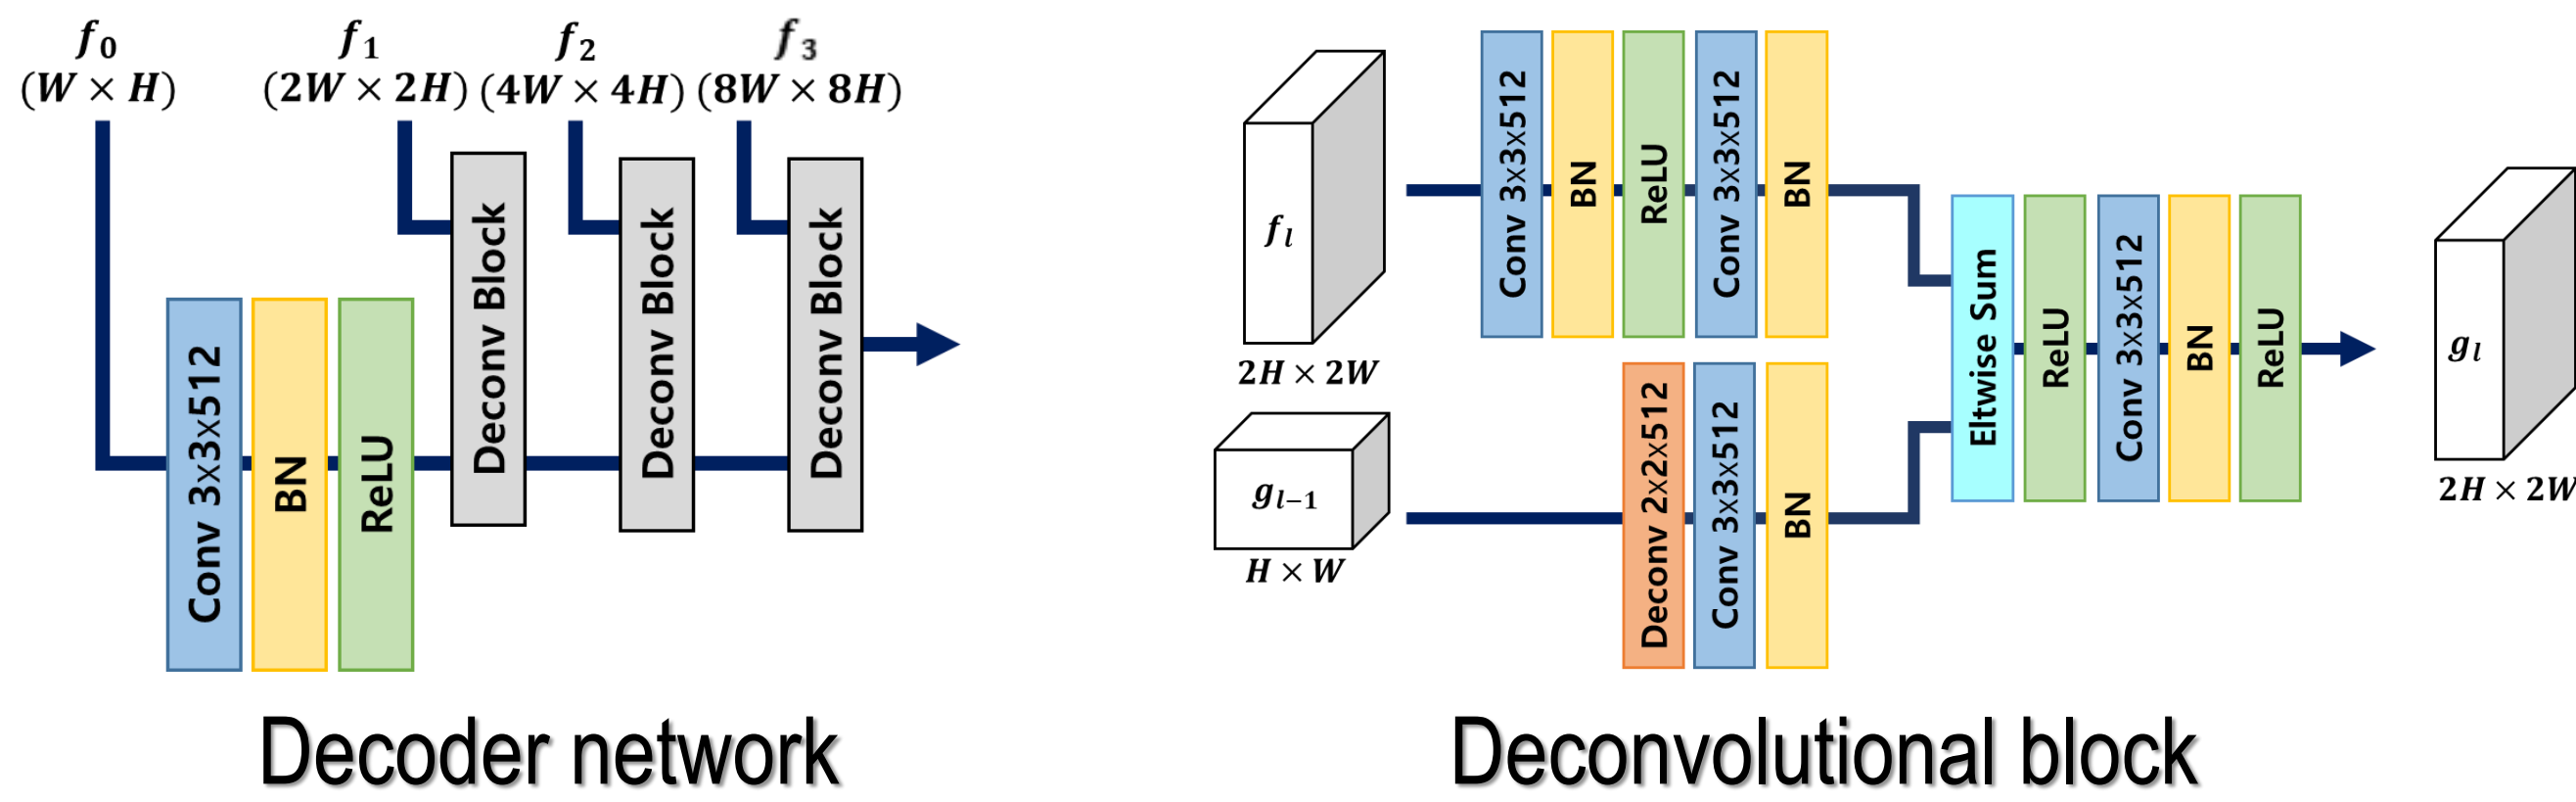 f0
(W × H)
f1
(2W × 2H)
f2
(4W × 4H)
f3
(8W × 8H)
Conv 3x3x512
BN
ReLU
Deconv Block
Deconv Block
Deconv Block
Decoder network
fl
2H × 2W
gl−1
H × W
Conv 3x3x512
BN
ReLU
Conv 3x3x512
BN
Deconv 2x2x512
Conv 3x3x512
BN
Eltwise Sum
ReLU
Conv 3x3x512
BN
ReLU
gl
2H × 2W
Deconvolutional block